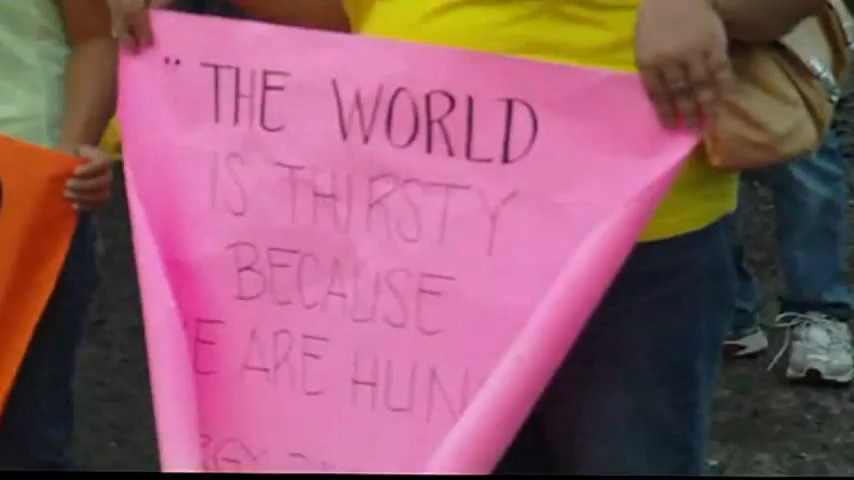 " THE WORLD
IS THIRSTY
BECAUSE
E ARE HUN